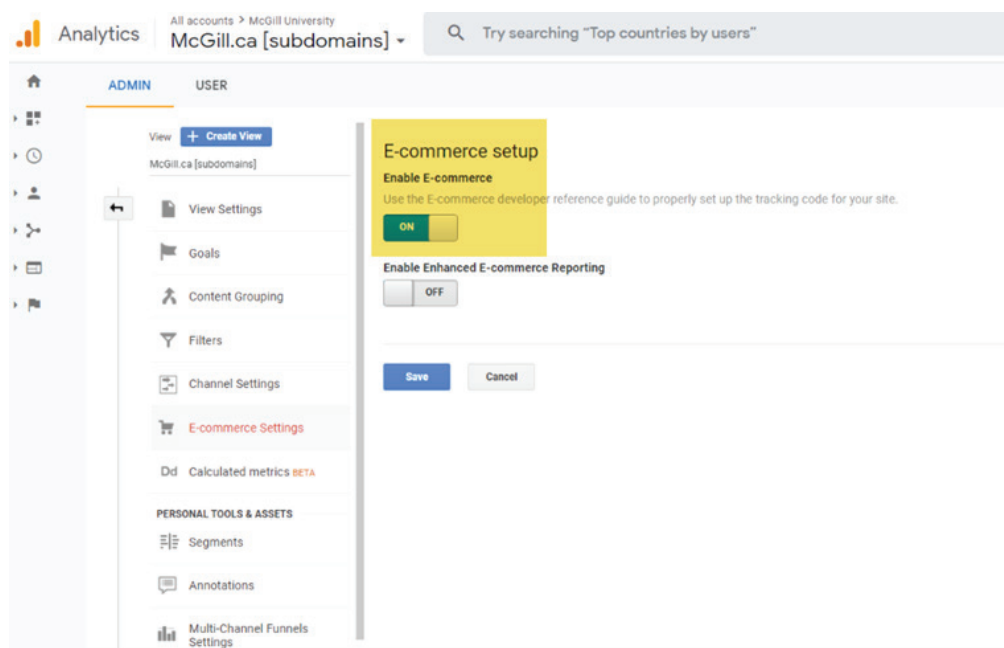 All accounts > McGill University
Analytics
McGill.ca [subdomains]
Try searching "Top countries by users"
ADMIN
USER
View
+ Create View
McGill.ca [subdomains]
View Settings
Goals
Content Grouping
Filters
Channel Settings
E-commerce Settings
Dd Calculated metrics BETA
PERSONAL TOOLS & ASSETS
Segments
Annotations
Multi-Channel Funnels
Settings
E-commerce setup
Enable E-commerce
Use the E-commerce developer reference guide to properly set up the tracking code for your site.
ON
Enable Enhanced E-commerce Reporting
OFF
Save
Cancel